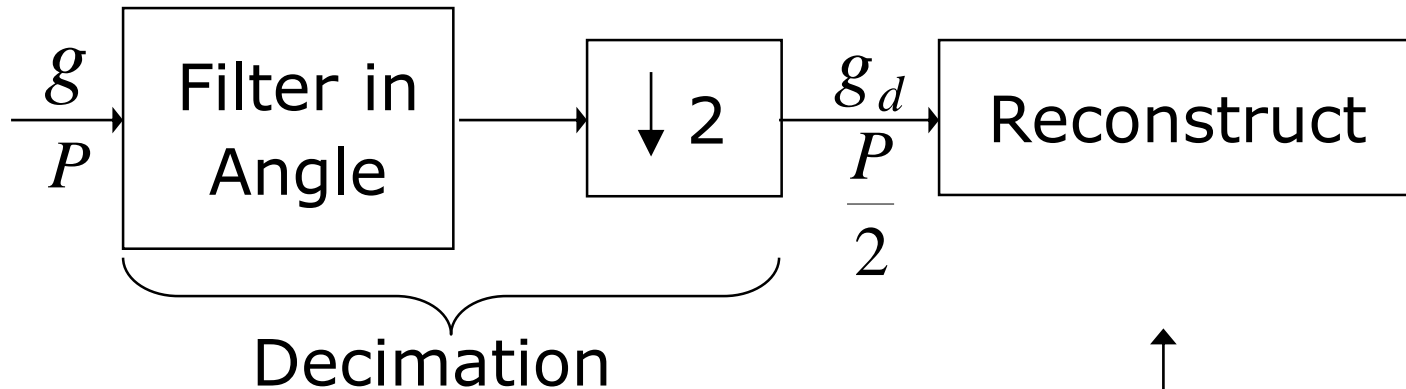 g
P
Filter in
Angle
↓ 2
g_d
P
2
Reconstruct
Decimation